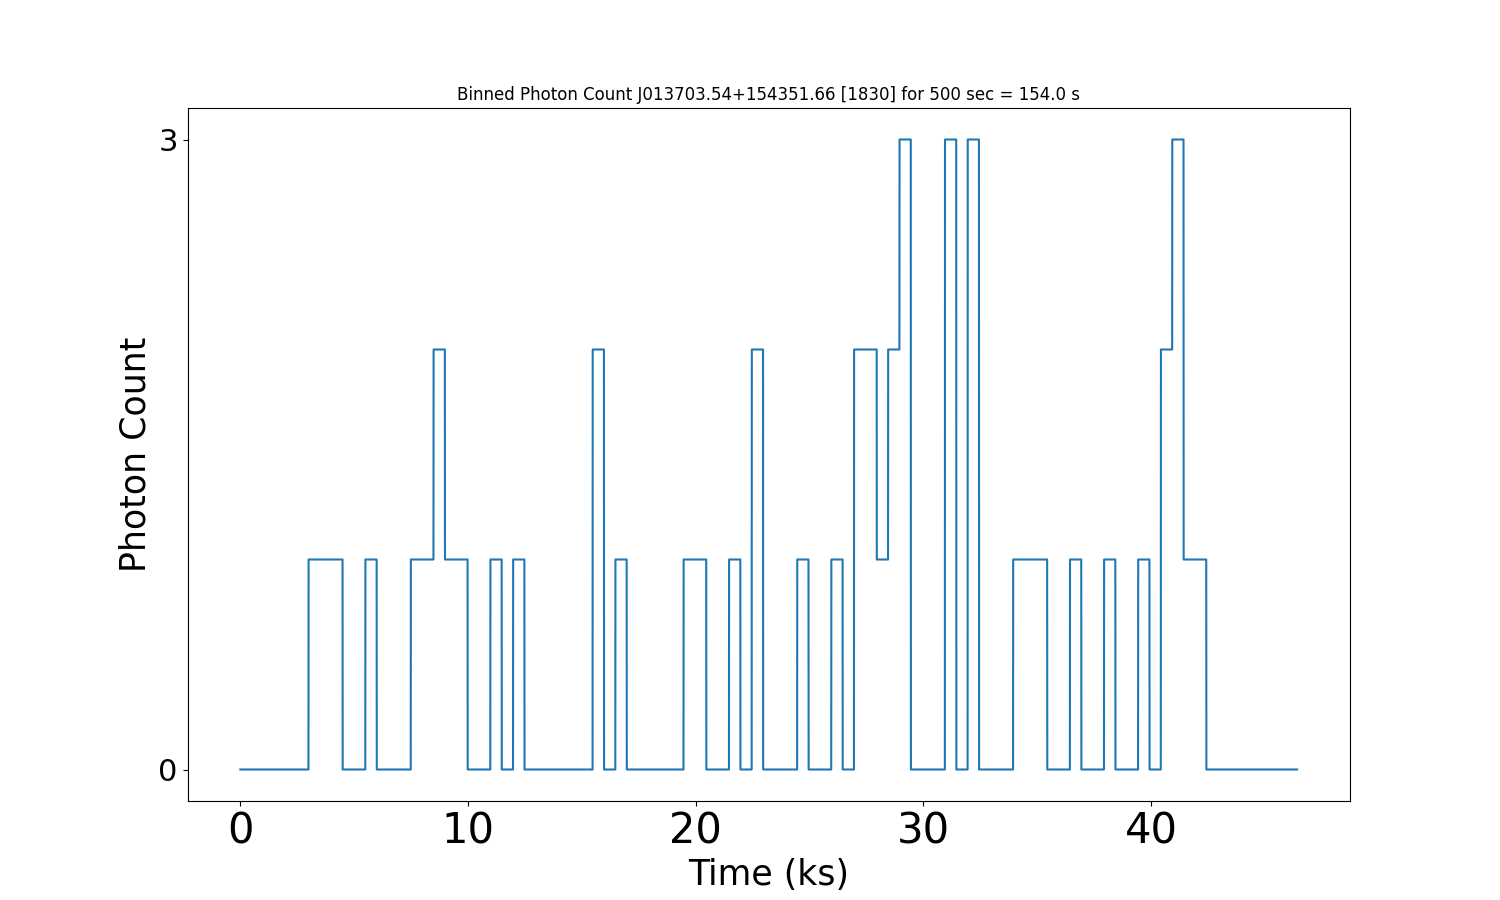 Binned Photon Count J013703.54+154351.66 [1830] for 500 sec = 154.0 s
3
Photon Count
0
0 10 20 30 40
Time (ks)